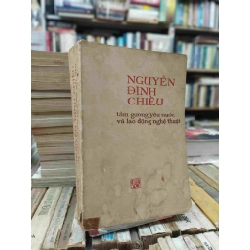 NGUYỄN
ĐÌNH
CHIỂU
tấm gương yêu nước
và lao động nghệ thuật